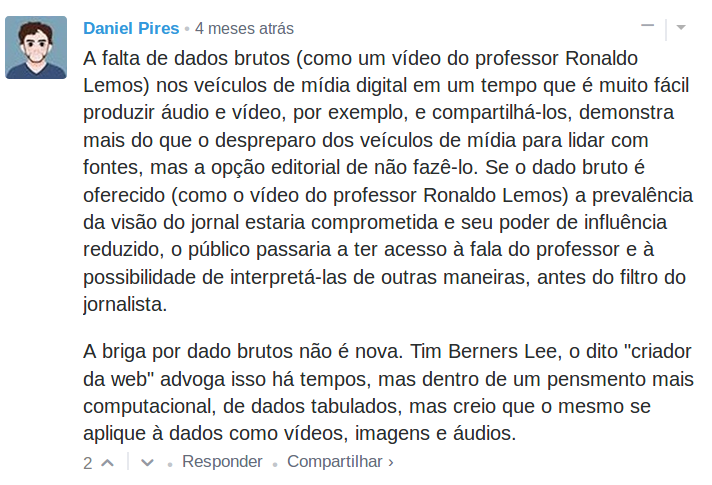 Daniel Pires • 4 meses atrás
A falta de dados brutos (como um vídeo do professor Ronaldo
Lemos) nos veículos de mídia digital em um tempo que é muito fácil
produzir áudio e vídeo, por exemplo, e compartilhá-los, demonstra
mais do que o despreparo dos veículos de mídia para lidar com
fontes, mas a opção editorial de não fazê-lo. Se o dado bruto é
oferecido (como o vídeo do professor Ronaldo Lemos) a prevalência
da visão do jornal estaria comprometida e seu poder de influência
reduzido, o público passaria a ter acesso à fala do professor e à
possibilidade de interpretá-las de outras maneiras, antes do filtro do
jornalista.
A briga por dado brutos não é nova. Tim Berners Lee, o dito "criador
da web" advoga isso há tempos, mas dentro de um pensmento mais
computacional, de dados tabulados, mas creio que o mesmo se
aplique à dados como vídeos, imagens e áudios.
2 • Responder • Compartilhar ›